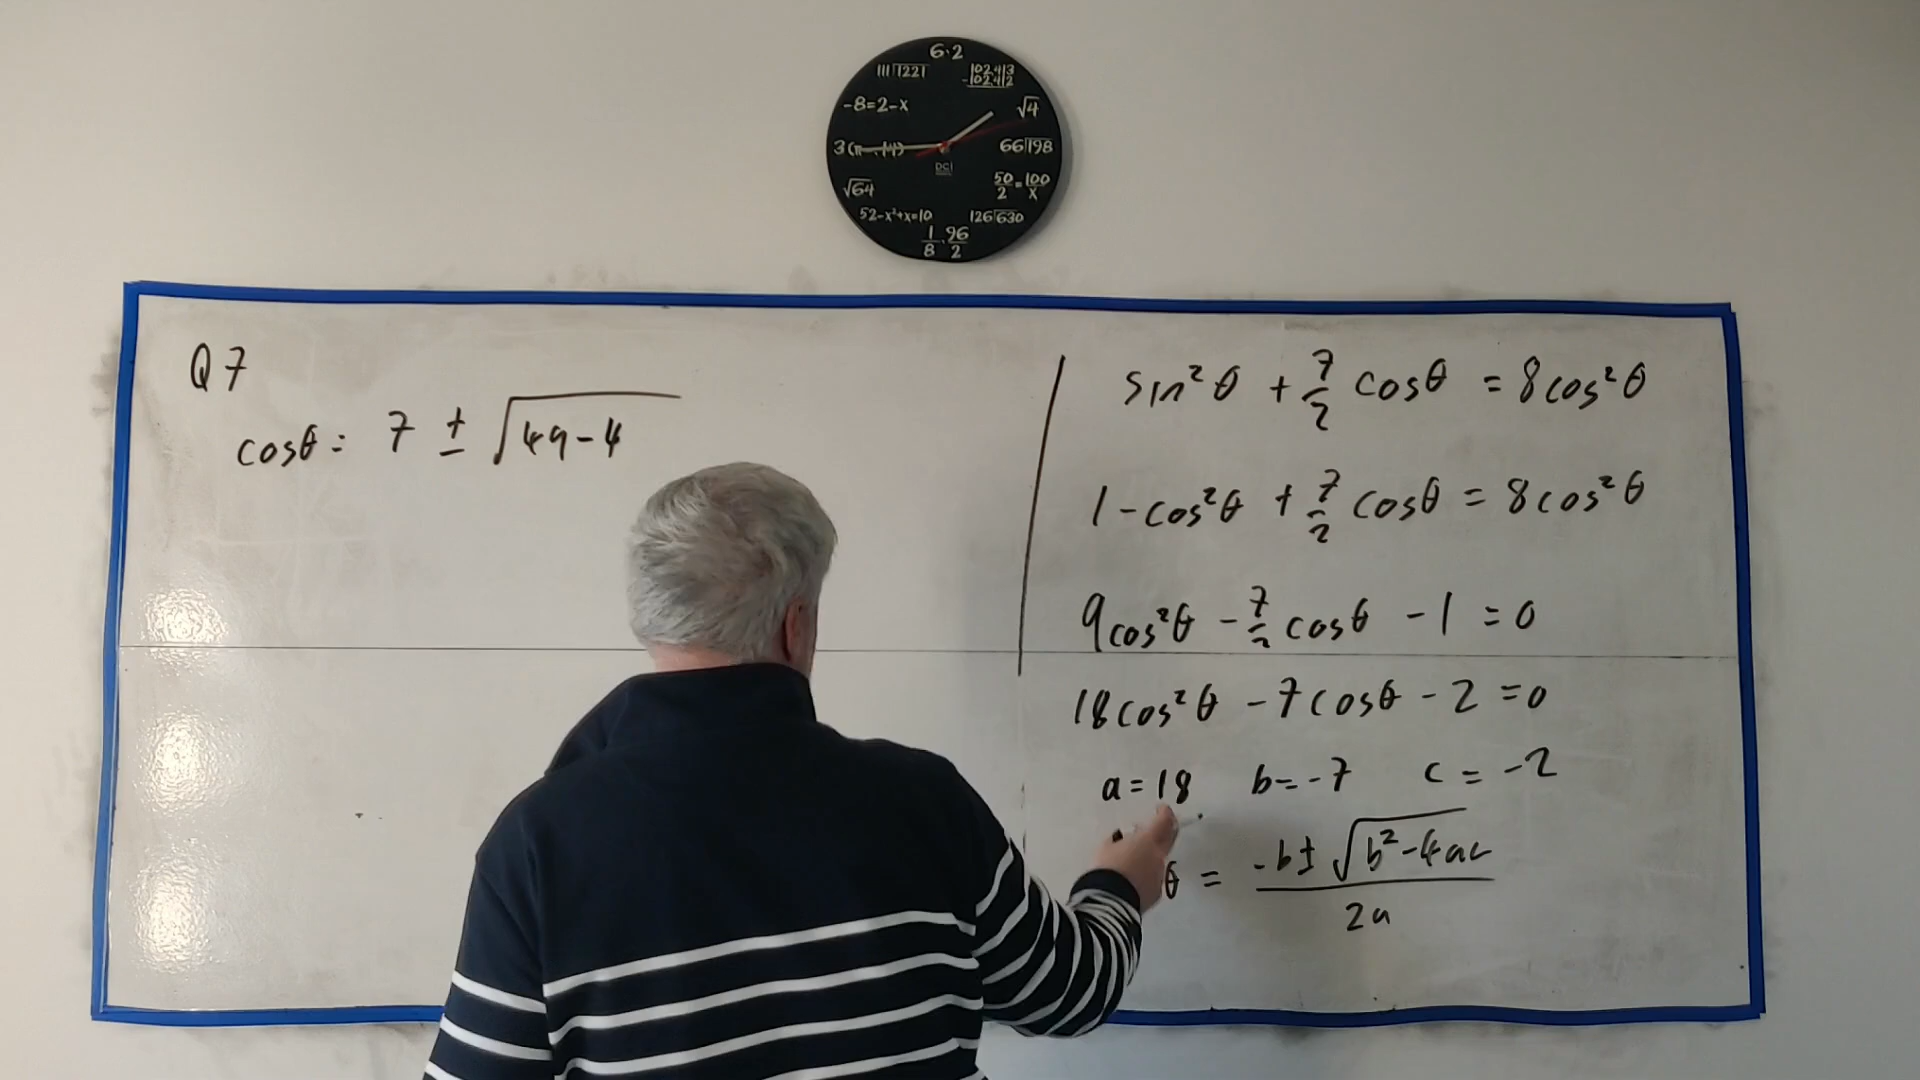 6·2
111⟌1221
102,413
-102,412
-8=2-x
√4
3(π-.14)
66⟌198
DCI
√64
50/2=100/x
52-x²+x=10
126⟌630
1/8·96/2
Q7
cosθ= 7 ± √49-4
sin²θ + 7/2 cosθ = 8cos²θ
1-cos²θ + 7/2 cosθ = 8cos²θ
9cos²θ - 7/2 cosθ - 1 = 0
18cos²θ - 7cosθ - 2 = 0
a=18 b=-7 c=-2
θ = -b±√b²-4ac
2a